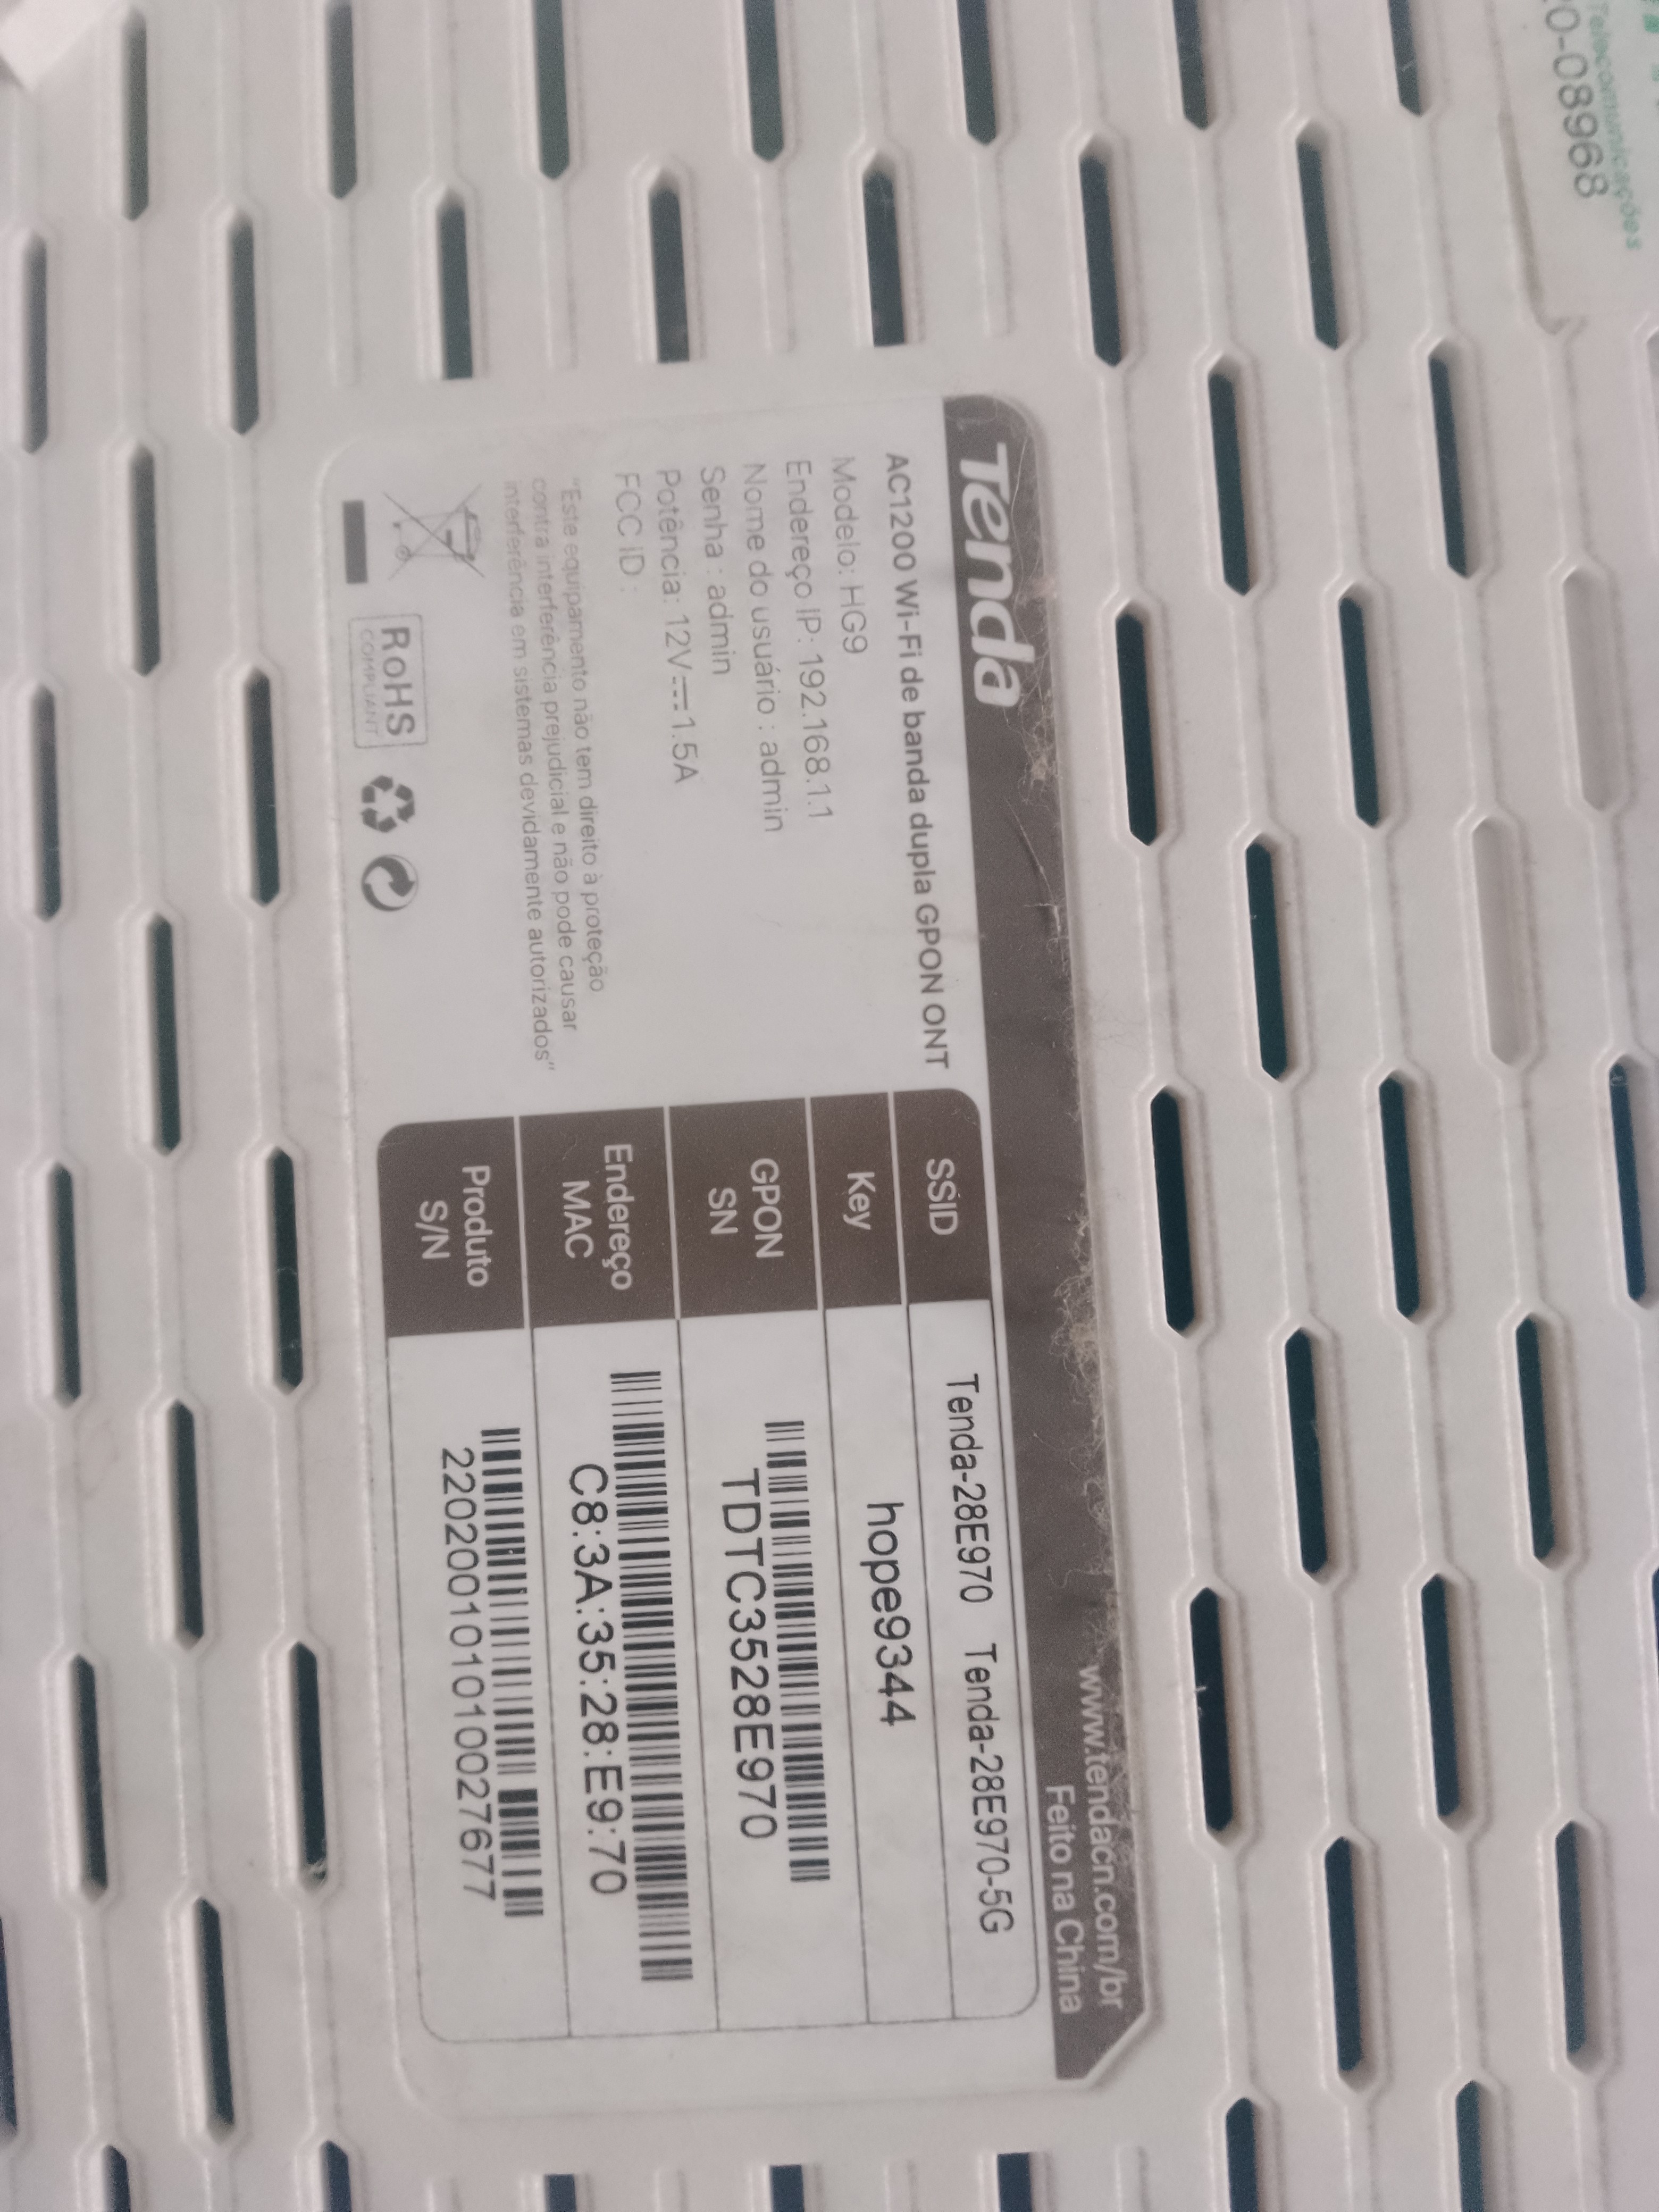 Telecomunicações
0-08968
Tenda
www.tendacn.com/br
Feito na China
AC1200 Wi-Fi de banda dupla GPON ONT
Modelo: HG9
Endereço IP: 192.168.1.1
Nome do usuário : admin
Senha : admin
Potência: 12V⎓1.5A
FCC ID :
"Este equipamento não tem direito à proteção
contra interferência prejudicial e não pode causar
interferência em sistemas devidamente autorizados"
RoHS
COMPLIANT
SSID Tenda-28E970 Tenda-28E970-5G
Key hope9344
GPON
SN
TDTC3528E970
Endereço
MAC
C8:3A:35:28:E9:70
Produto
S/N
22020200101010027677